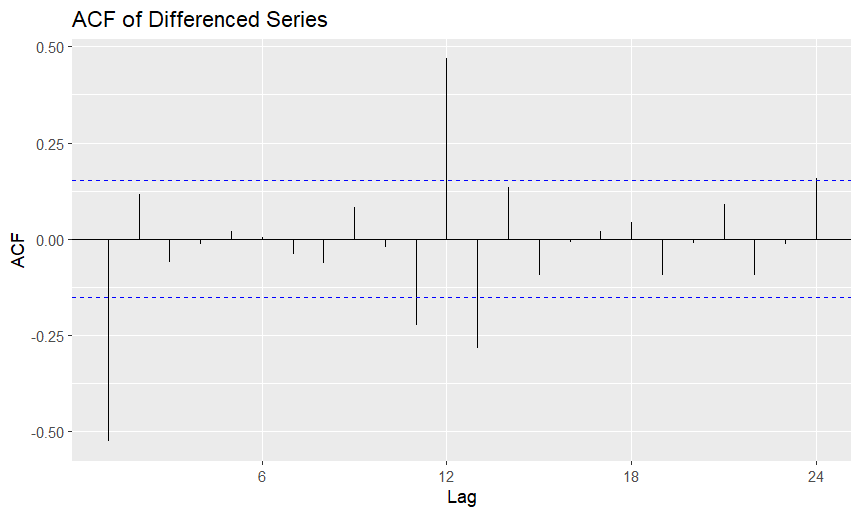 ACF of Differenced Series
0.50
0.25
0.00
-0.25
-0.50
ACF
6 12 18 24
Lag